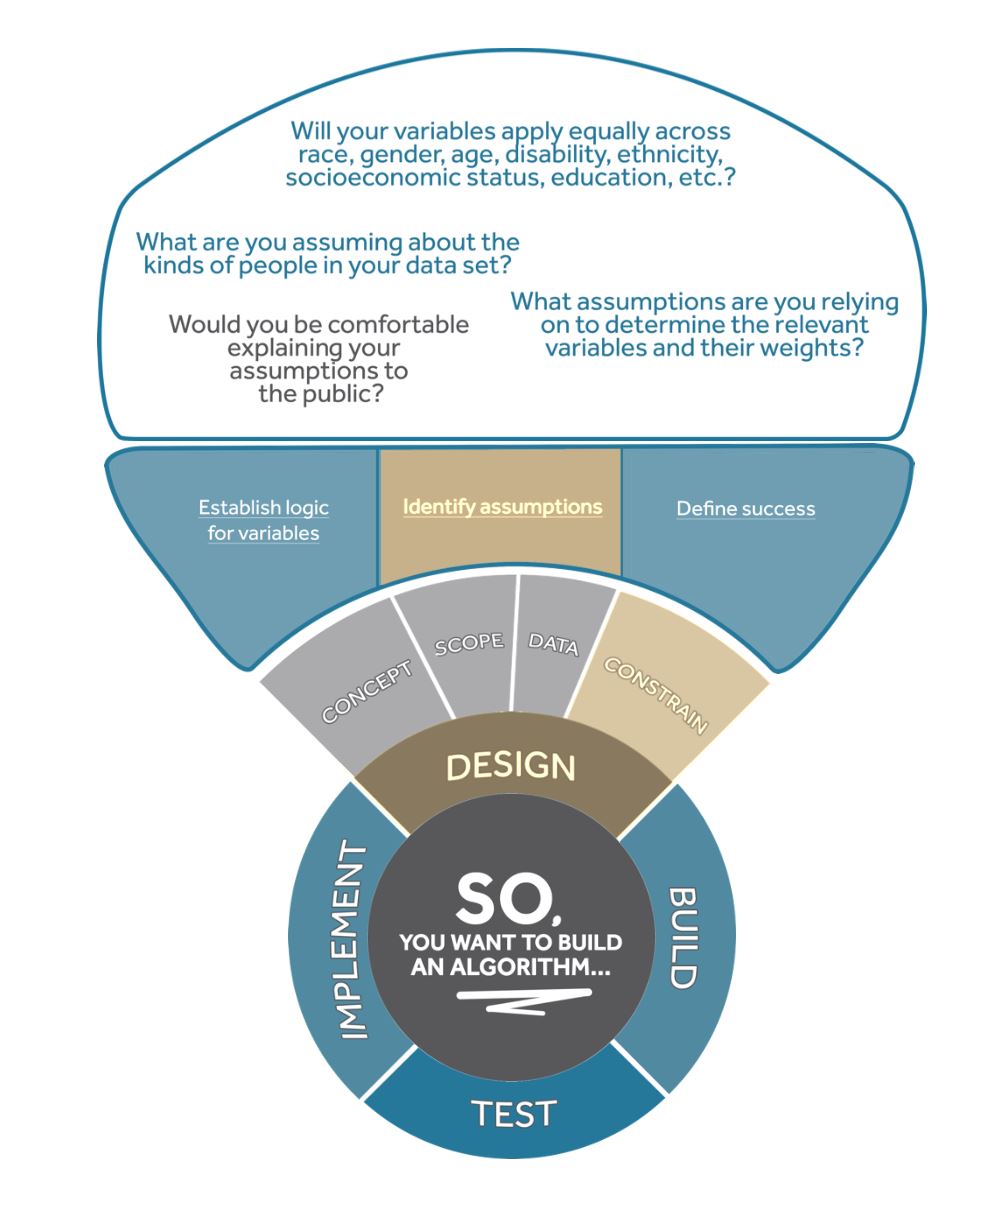 Will your variables apply equally across
race, gender, age, disability, ethnicity,
socioeconomic status, education, etc.?
What are you assuming about the
kinds of people in your data set?
What assumptions are you relying
on to determine the relevant
variables and their weights?
Would you be comfortable
explaining your
assumptions to
the public?
Establish logic
for variables
Identify assumptions
Define success
CONCEPT
SCOPE
DATA
CONSTRAIN
DESIGN
IMPLEMENT
BUILD
SO,
YOU WANT TO BUILD
AN ALGORITHM...
TEST